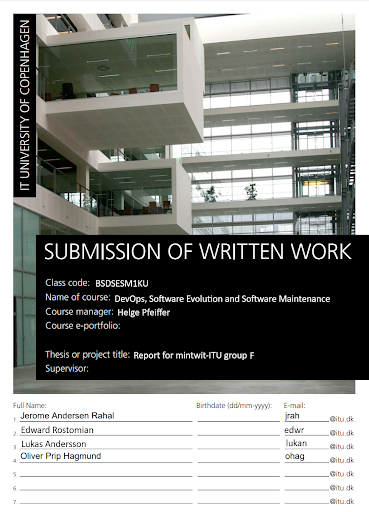 IT UNIVERSITY OF COPENHAGEN
SUBMISSION OF WRITTEN WORK
Class code: BSDSESM1KU
Name of course: DevOps, Software Evolution and Software Maintenance
Course manager: Helge Pfeiffer
Course e-portfolio:
Thesis or project title: Report for mintwit-ITU group F
Supervisor:
Full Name: Birthdate (dd/mm-yyyy): E-mail:
1. Jerome Andersen Rahal jrah @itu.dk
2. Edward Rostomian edwr @itu.dk
3. Lukas Andersson lukan @itu.dk
4. Oliver Prip Hagmund ohag @itu.dk
5. @itu.dk
6. @itu.dk
7. @itu.dk